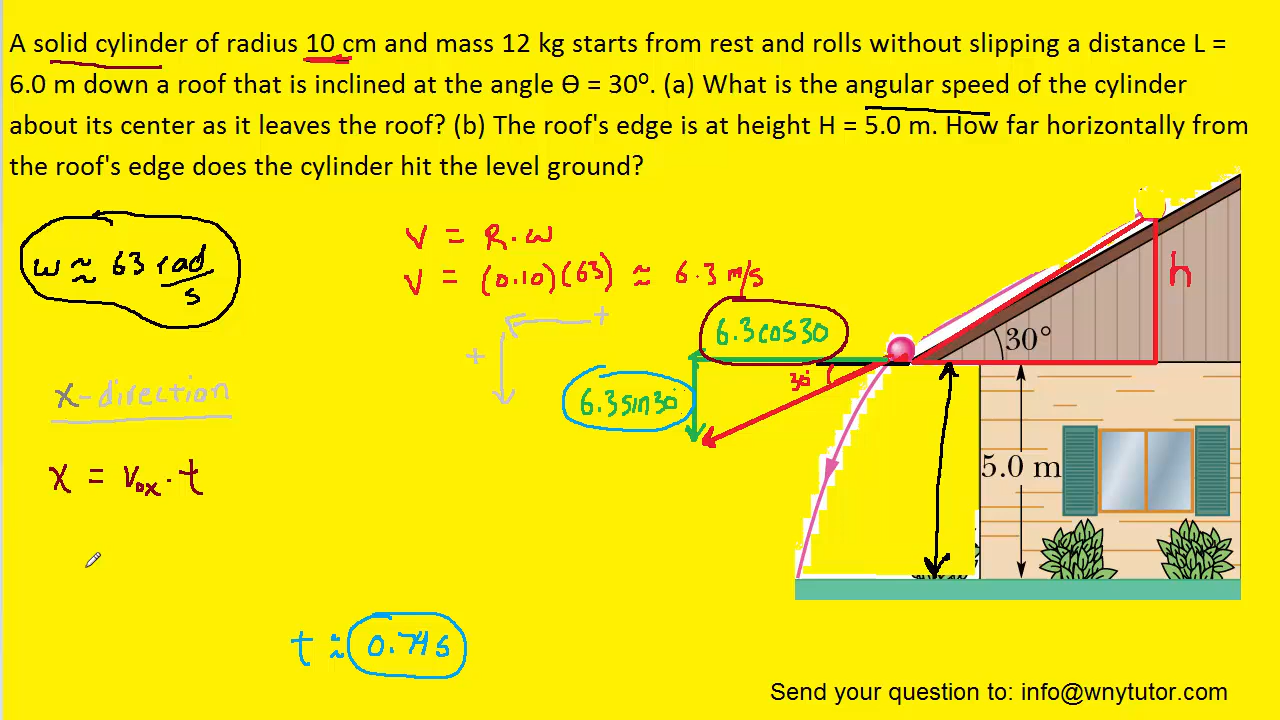 A solid cylinder of radius 10 cm and mass 12 kg starts from rest and rolls without slipping a distance L =
6.0 m down a roof that is inclined at the angle Ɵ = 30º. (a) What is the angular speed of the cylinder
about its center as it leaves the roof? (b) The roof's edge is at height H = 5.0 m. How far horizontally from
the roof's edge does the cylinder hit the level ground?
V = R · ω
ω ≈ 63 rad/s
V = (0.10)(63) ≈ 6.3 m/s
h
+
6.3cos30
30°
+
30°
x-direction
6.3sin30
x = v₀ₓ · t
5.0 m
t ≈ 0.74s
Send your question to: info@wnytutor.com